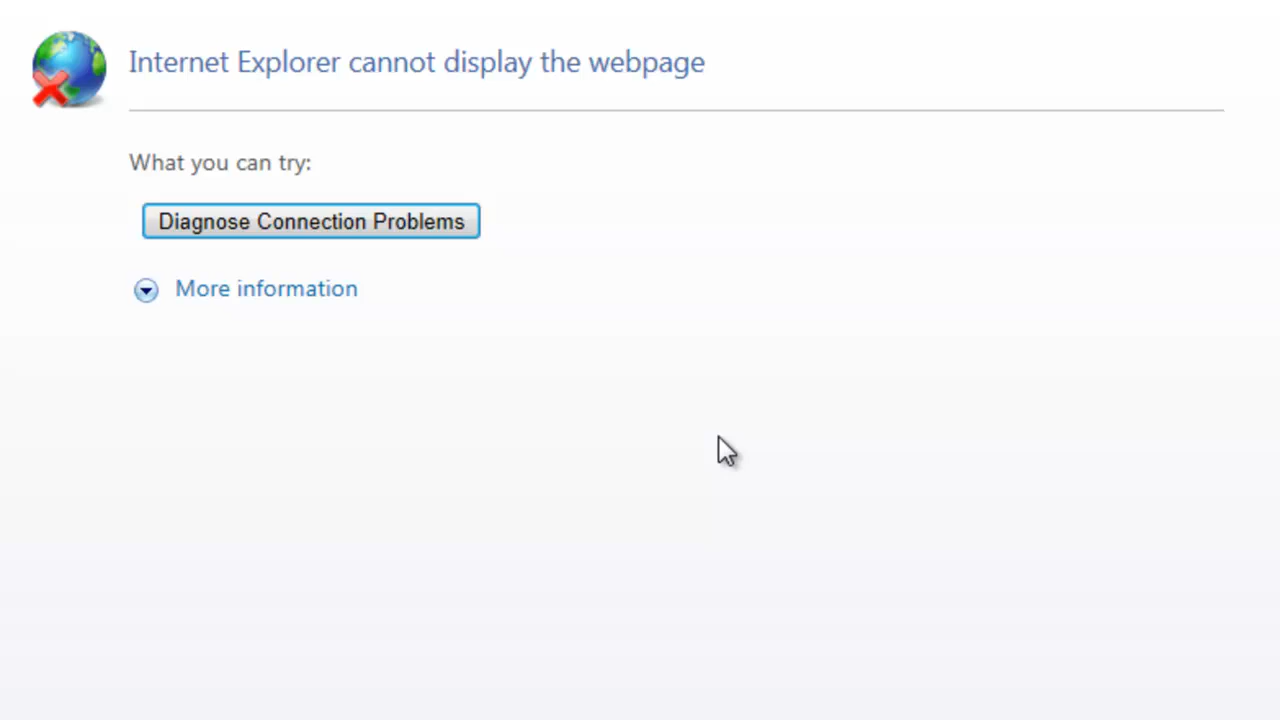 Internet Explorer cannot display the webpage
What you can try:
Diagnose Connection Problems
More information